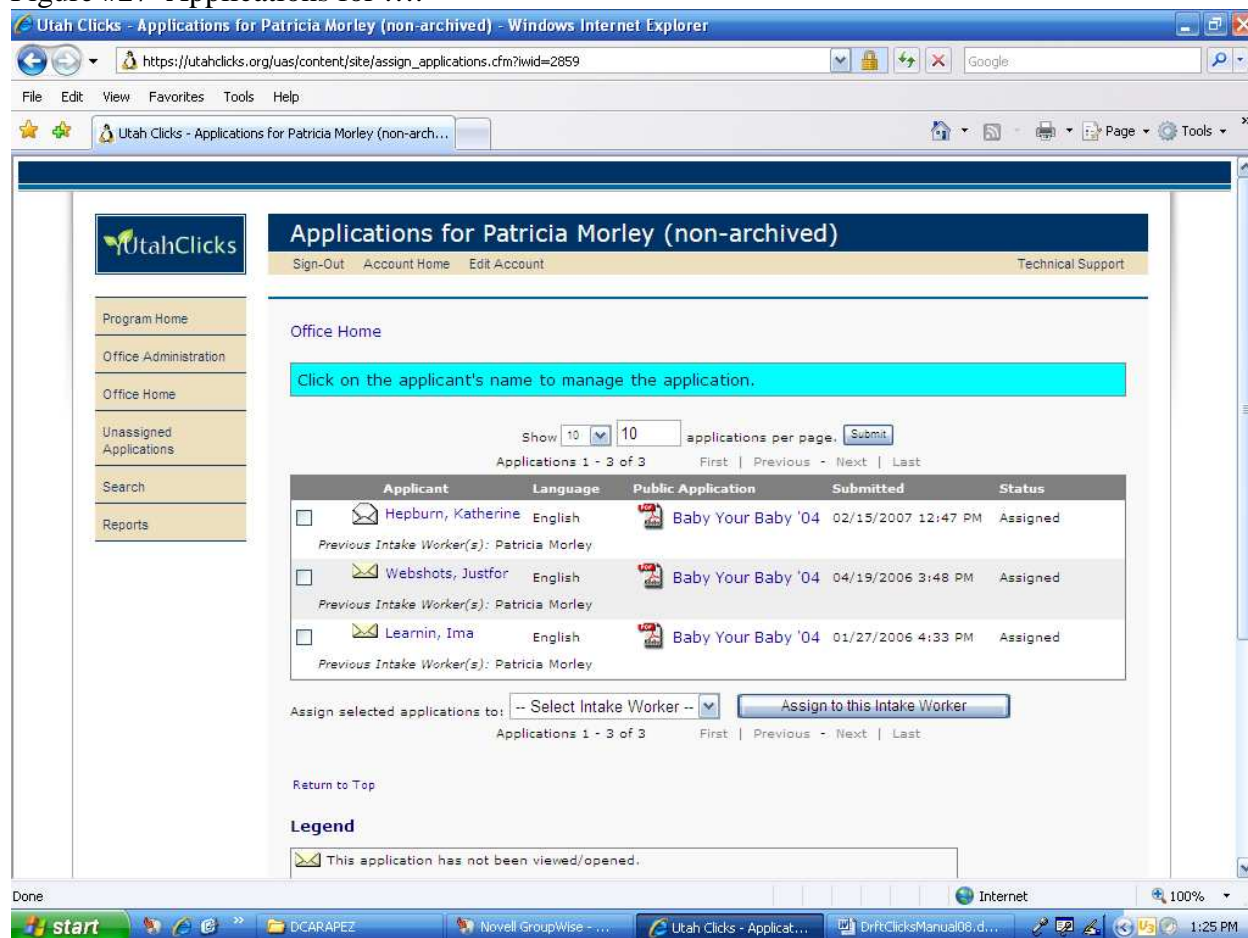 Figure #27 Applications for ….
Utah Clicks - Applications for Patricia Morley (non-archived) - Windows Internet Explorer
https://utahclicks.org/uas/content/site/assign_applications.cfm?iwid=2859
Google
File Edit View Favorites Tools Help
Utah Clicks - Applications for Patricia Morley (non-arch...
Page Tools
UtahClicks
Applications for Patricia Morley (non-archived)
Sign-Out Account Home Edit Account Technical Support
Program Home
Office Administration
Office Home
Unassigned
Applications
Search
Reports
Office Home
Click on the applicant's name to manage the application.
Show 10 10 applications per page. Submit
Applications 1 - 3 of 3 First | Previous - Next | Last
Applicant Language Public Application Submitted Status
Hepburn, Katherine English Baby Your Baby '04 02/15/2007 12:47 PM Assigned
Previous Intake Worker(s): Patricia Morley
Webshots, Justfor English Baby Your Baby '04 04/19/2006 3:48 PM Assigned
Previous Intake Worker(s): Patricia Morley
Learnin, Ima English Baby Your Baby '04 01/27/2006 4:33 PM Assigned
Previous Intake Worker(s): Patricia Morley
Assign selected applications to: -- Select Intake Worker -- Assign to this Intake Worker
Applications 1 - 3 of 3 First | Previous - Next | Last
Return to Top
Legend
This application has not been viewed/opened.
Done Internet 100%
start DCARAPEZ Novell GroupWise - ... Utah Clicks - Applicat... DrftClicksManual08.d... 1:25 PM